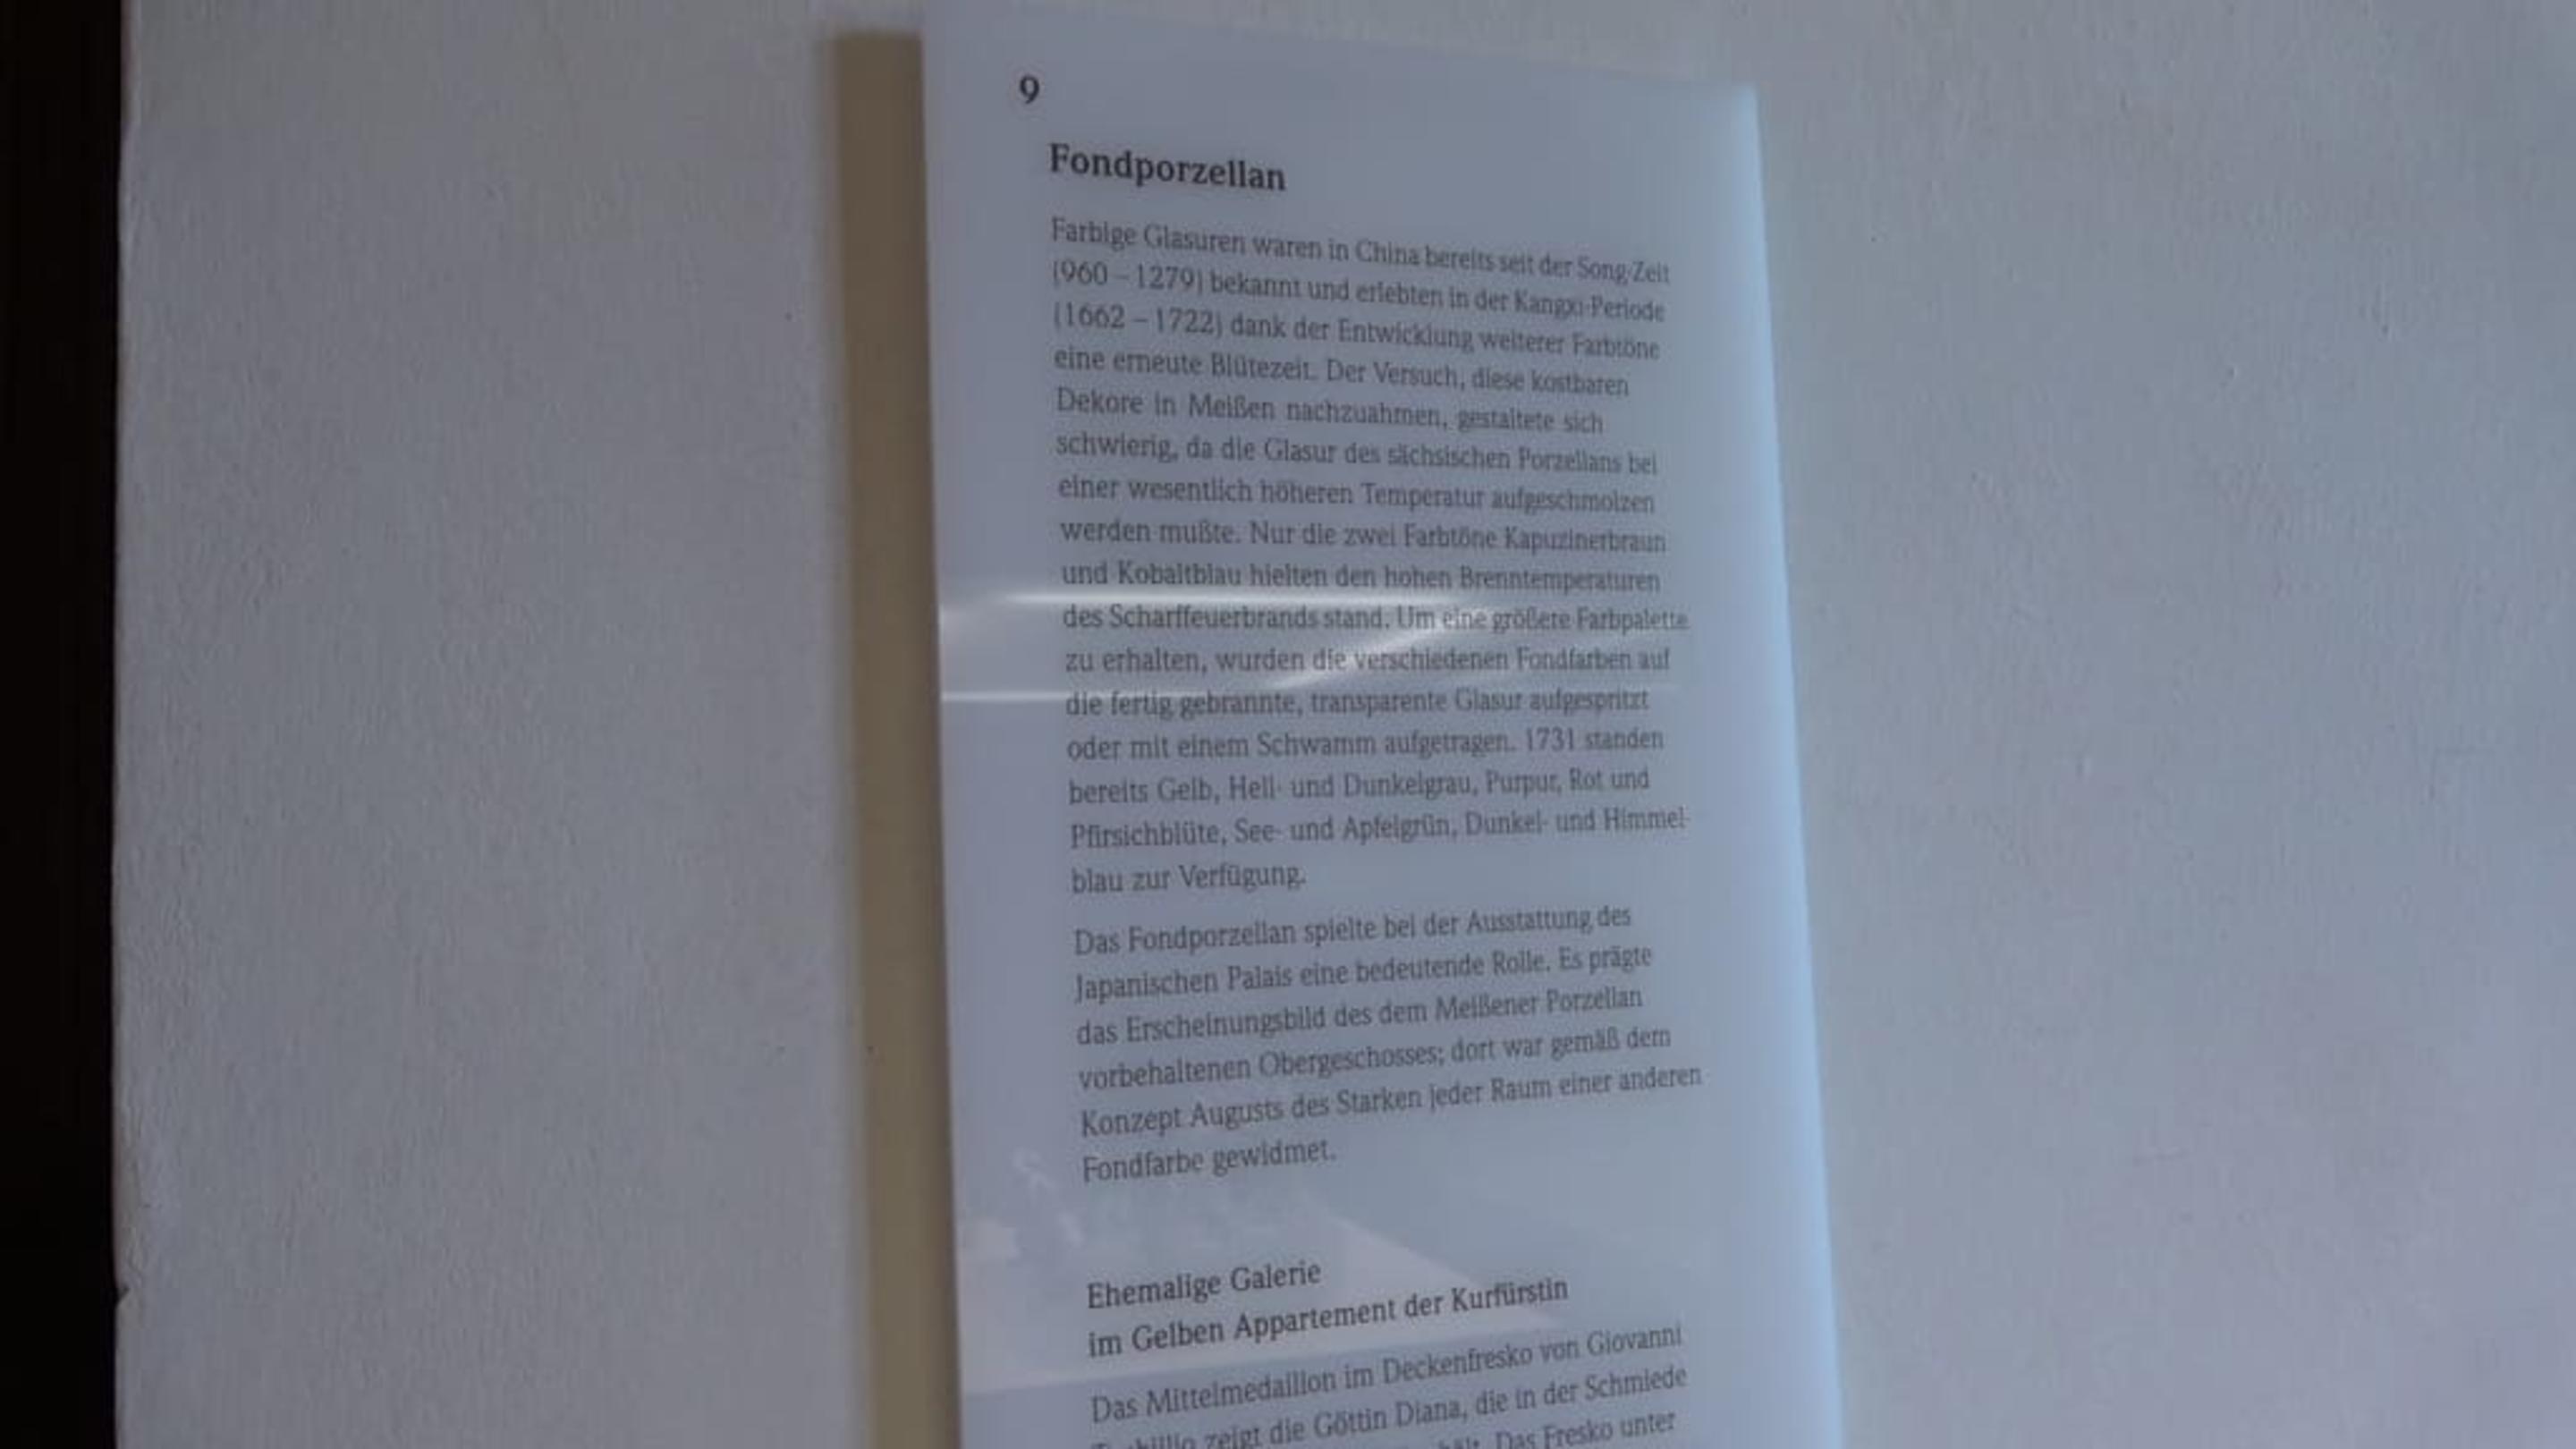 9
Fondporzellan
Farbige Glasuren waren in China bereits seit der Song-Zeit
(960 – 1279) bekannt und erlebten in der Kangxi-Periode
(1662 – 1722) dank der Entwicklung weiterer Farbtöne
eine erneute Blütezeit. Der Versuch, diese kostbaren
Dekore in Meißen nachzuahmen, gestaltete sich
schwierig, da die Glasur des sächsischen Porzellans bei
einer wesentlich höheren Temperatur aufgeschmolzen
werden mußte. Nur die zwei Farbtöne Kapuzinerbraun
und Kobaltblau hielten den hohen Brenntemperaturen
des Scharffeuerbrands stand. Um eine größere Farbpalette
zu erhalten, wurden die verschiedenen Fondfarben auf
die fertig gebrannte, transparente Glasur aufgespritzt
oder mit einem Schwamm aufgetragen. 1731 standen
bereits Gelb, Hell- und Dunkelgrau, Purpur, Rot und
Pfirsichblüte, See- und Apfelgrün, Dunkel- und Himmel-
blau zur Verfügung.
Das Fondporzellan spielte bei der Ausstattung des
Japanischen Palais eine bedeutende Rolle. Es prägte
das Erscheinungsbild des dem Meißener Porzellan
vorbehaltenen Obergeschosses; dort war gemäß dem
Konzept Augusts des Starken jeder Raum einer anderen
Fondfarbe gewidmet.
Ehemalige Galerie
im Gelben Appartement der Kurfürstin
Das Mittelmedaillon im Deckenfresko von Giovanni
zeigt die Göttin Diana, die in der Schmiede
Das Fresko unter